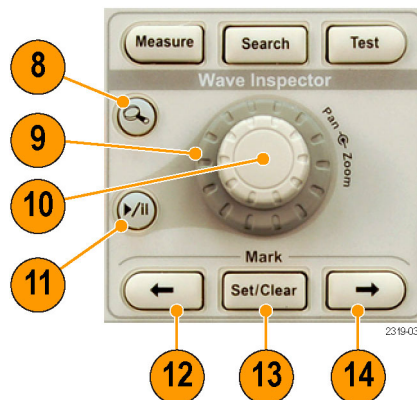 Measure Search Test
Wave Inspector
8
9
Pan Zoom
10
▶/II
11
Mark
← Set/Clear →
2319-03
12 13 14